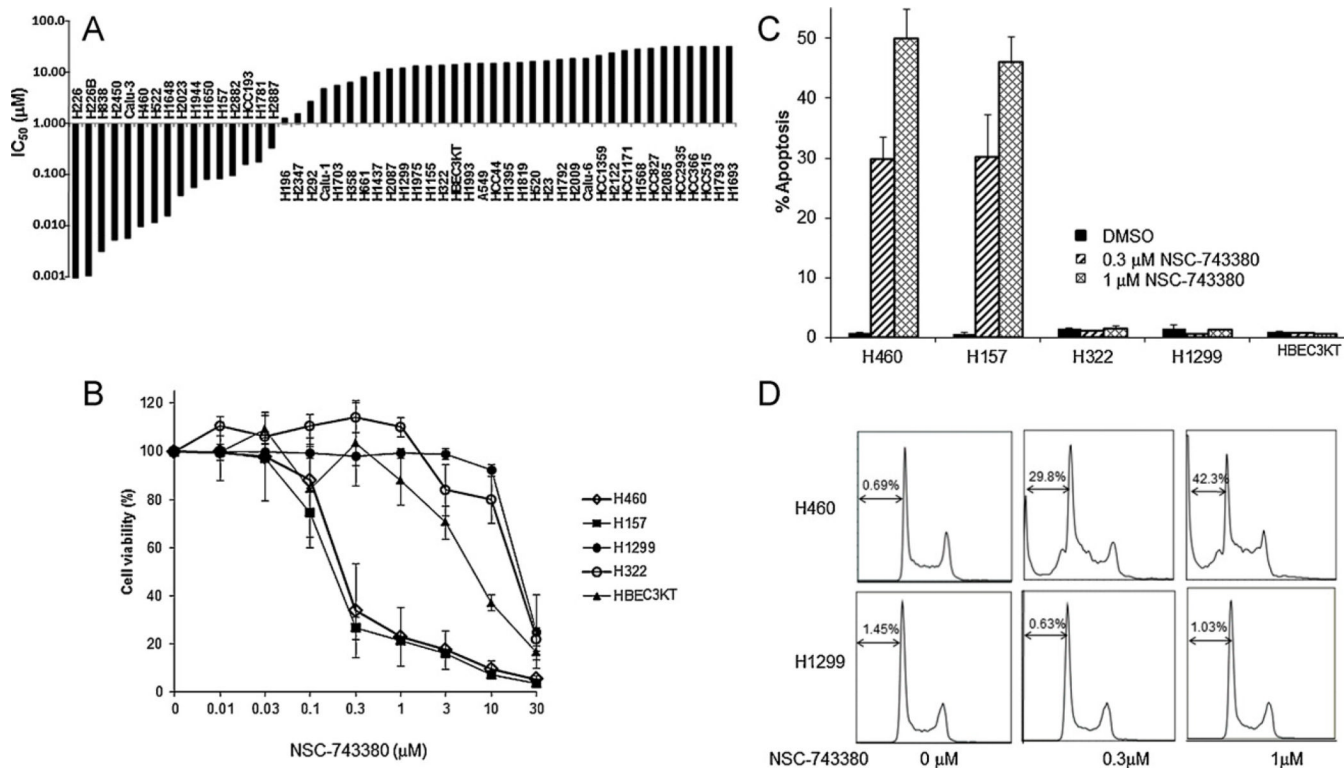 A
100.0
10.00
1.000
0.100
0.010
0.001
IC50 (µM)
H226
H226B
H838
H2450
Calu-3
H460
H522
H1648
H2023
H1944
H1650
H157
H2882
HCC193
H1781
H2887
H196
H2347
H292
Calu-1
H1703
H358
H661
H1437
H2087
H1299
H1975
H1155
H322
HBEC3KT
H1993
A549
HCC44
H1395
H1819
H520
H23
H1792
H2009
Calu-6
HCC1359
H2122
HCC1171
H1568
HCC827
H2085
HCC2935
HCC366
HCC515
H1793
H1693
B
120
100
80
60
40
20
0
Cell viability (%)
H460
H157
H1299
H322
HBEC3KT
0 0.01 0.03 0.1 0.3 1 3 10 30
NSC-743380 (µM)
C
50
40
30
20
10
0
%Apoptosis
DMSO
0.3 µM NSC-743380
1 µM NSC-743380
H460 H157 H322 H1299 HBEC3KT
D
H460
0.69% 29.8% 42.3%
H1299
1.45% 0.63% 1.03%
NSC-743380 0 µM 0.3µM 1µM